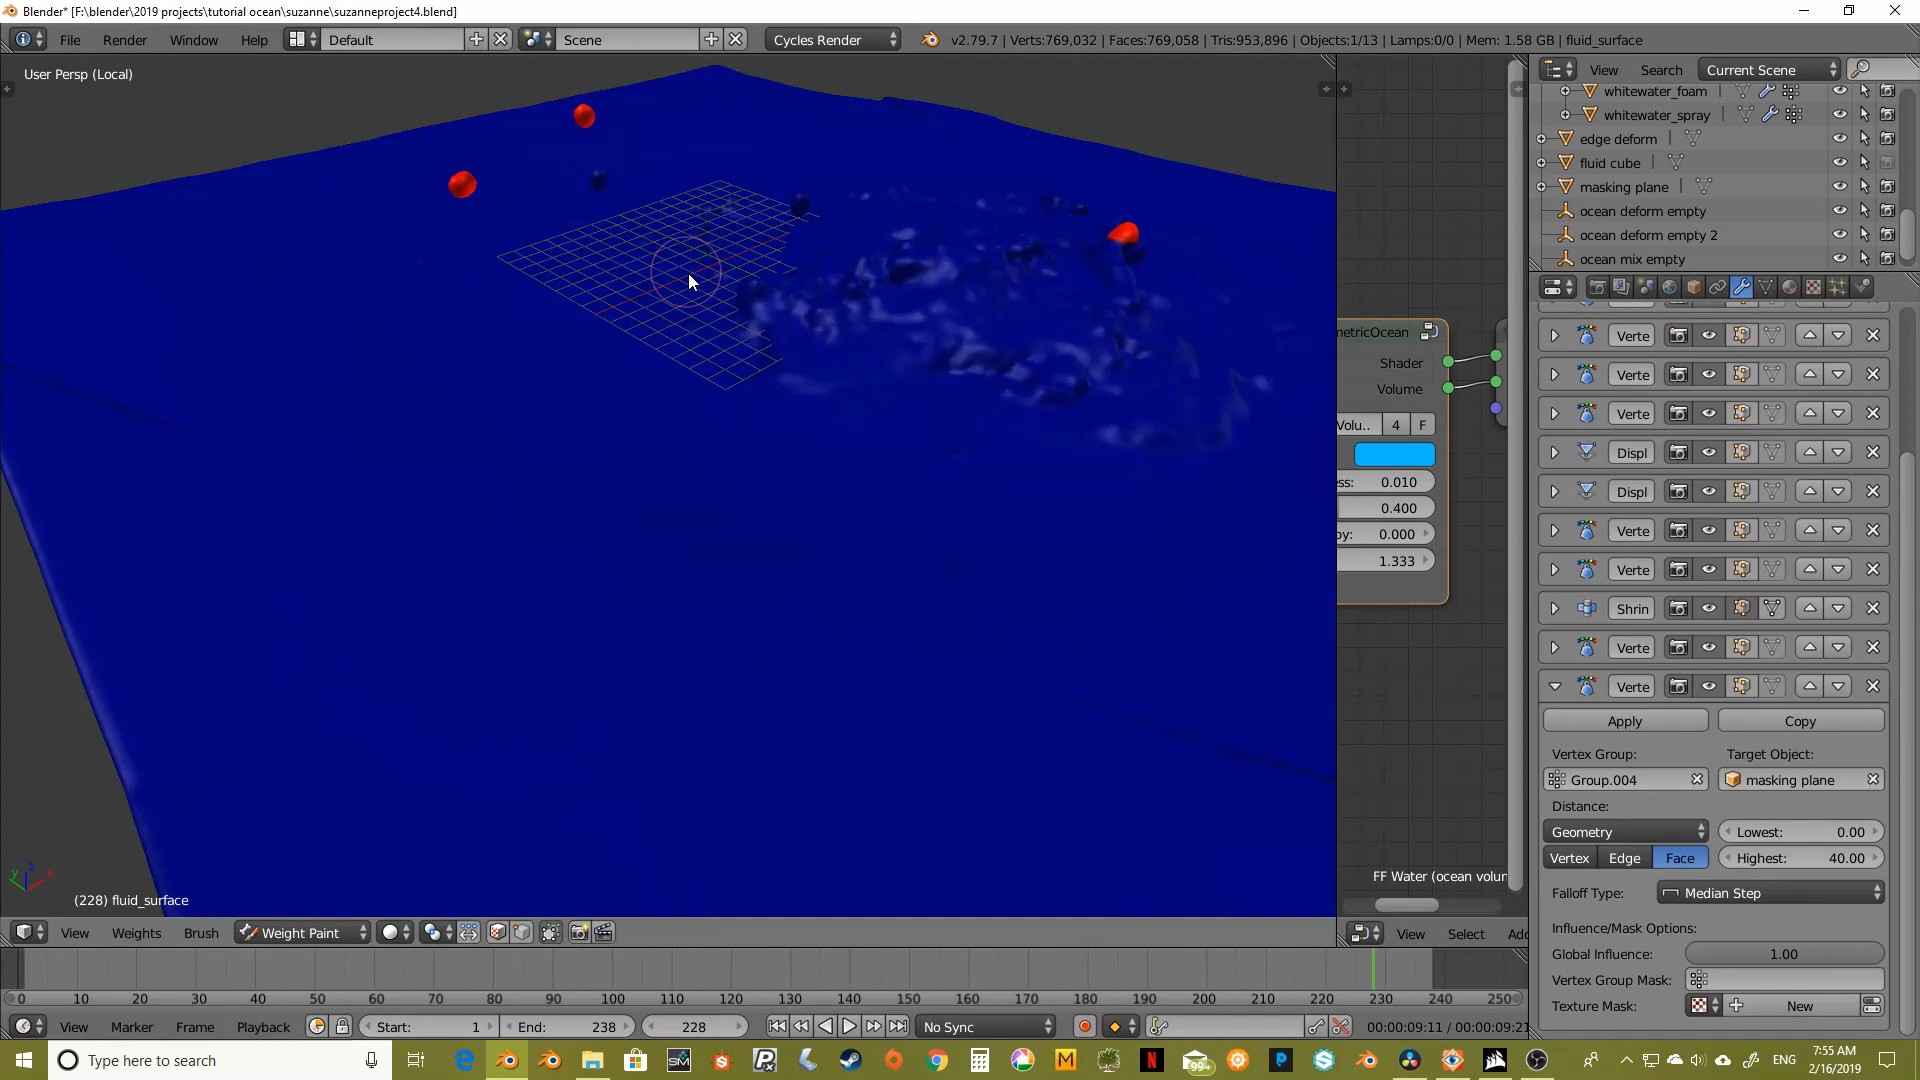 Blender* [F:\blender\2019 projects\tutorial ocean\suzanne\suzanneproject4.blend]
File Render Window Help Default Scene Cycles Render v2.79.7 | Verts:769,032 | Faces:769,058 | Tris:953,896 | Objects:1/13 | Lamps:0/0 | Mem: 1.58 GB | fluid_surface
User Persp (Local)
View Search Current Scene
whitewater_foam
whitewater_spray
edge deform
fluid cube
masking plane
ocean deform empty
ocean deform empty 2
ocean mix empty
metricOcean
Shader
Volume
Volu.. 4 F
ess: 0.010
0.400
py: 0.000
1.333
FF Water (ocean volur
Verte
Verte
Verte
Displ
Displ
Verte
Verte
Shrin
Verte
Verte
Apply Copy
Vertex Group: Target Object:
Group.004 masking plane
Distance:
Geometry Lowest: 0.00
Vertex Edge Face Highest: 40.00
Falloff Type: Median Step
Influence/Mask Options:
Global Influence: 1.00
Vertex Group Mask:
Texture Mask: New
z
y x
(228) fluid_surface
View Weights Brush Weight Paint
View Select Add
0 10 20 30 40 50 60 70 80 90 100 110 120 130 140 150 160 170 180 190 200 210 220 230 240 250
View Marker Frame Playback Start: 1 End: 238 228 No Sync 00:00:09:11 / 00:00:09:21
Type here to search
SM
99+
ENG
7:55 AM
2/16/2019